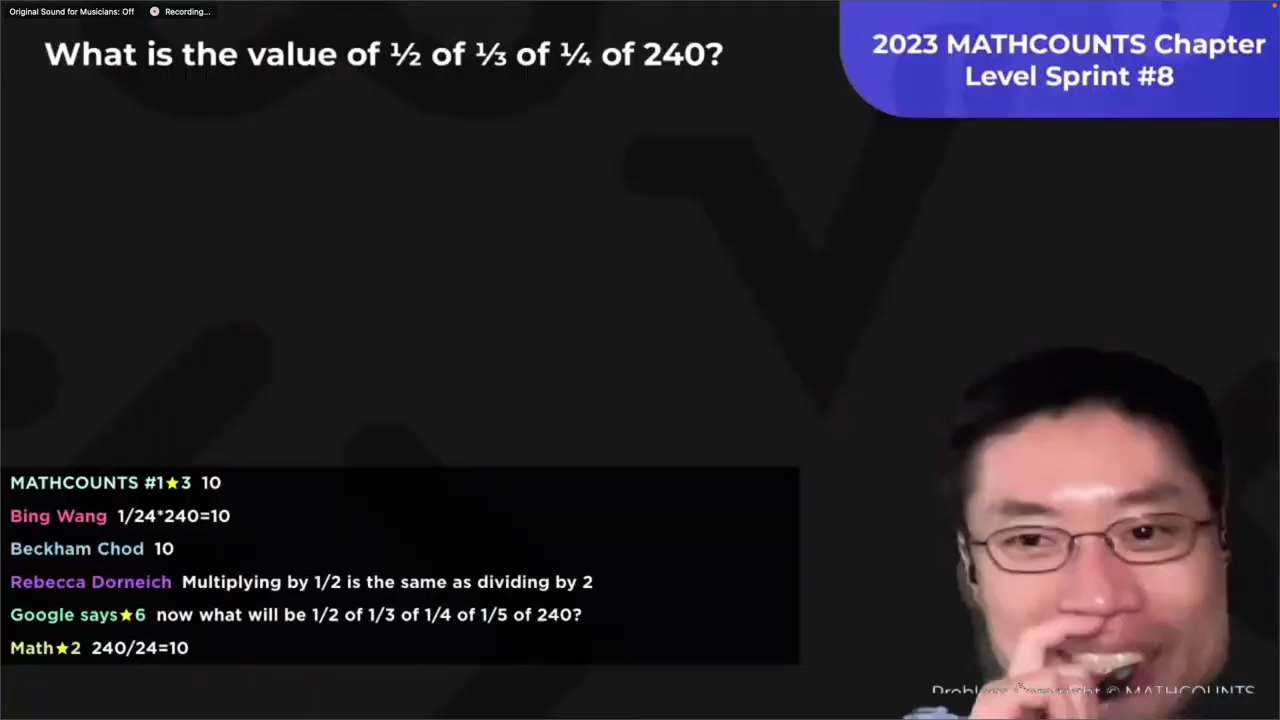 Original Sound for Musicians: Off Recording...
What is the value of ½ of ⅓ of ¼ of 240?
2023 MATHCOUNTS Chapter
Level Sprint #8
MATHCOUNTS #1★3 10
Bing Wang 1/24*240=10
Beckham Chod 10
Rebecca Dorneich Multiplying by 1/2 is the same as dividing by 2
Google says★6 now what will be 1/2 of 1/3 of 1/4 of 1/5 of 240?
Math★2 240/24=10
Problem Copyright © MATHCOUNTS